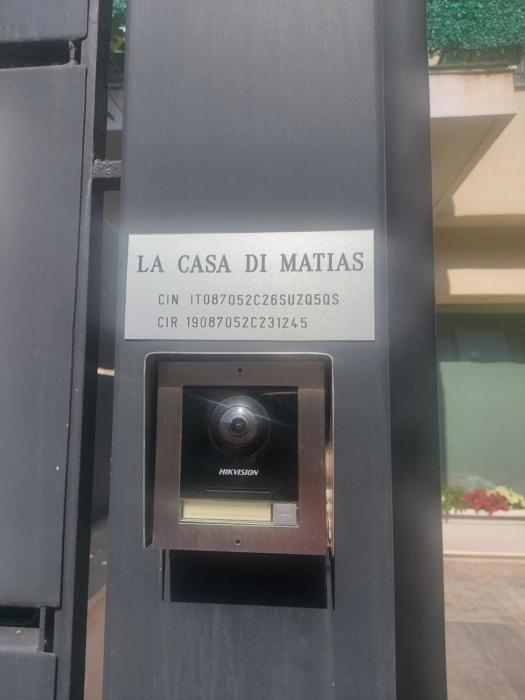 LA CASA DI MATIAS
CIN IT087052C26SUZQ5QS
CIR 19087052C231245
HIKVISION